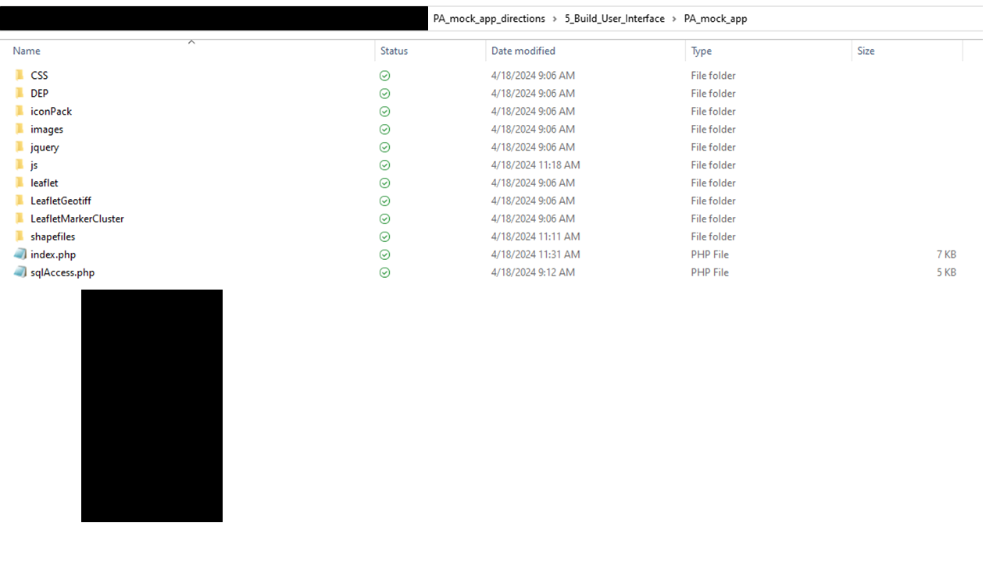 PA_mock_app_directions > 5_Build_User_Interface > PA_mock_app
Name Status Date modified Type Size
CSS 4/18/2024 9:06 AM File folder
DEP 4/18/2024 9:06 AM File folder
iconPack 4/18/2024 9:06 AM File folder
images 4/18/2024 9:06 AM File folder
jquery 4/18/2024 9:06 AM File folder
js 4/18/2024 11:18 AM File folder
leaflet 4/18/2024 9:06 AM File folder
LeafletGeotiff 4/18/2024 9:06 AM File folder
LeafletMarkerCluster 4/18/2024 9:06 AM File folder
shapefiles 4/18/2024 11:11 AM File folder
index.php 4/18/2024 11:31 AM PHP File 7 KB
sqlAccess.php 4/18/2024 9:12 AM PHP File 5 KB